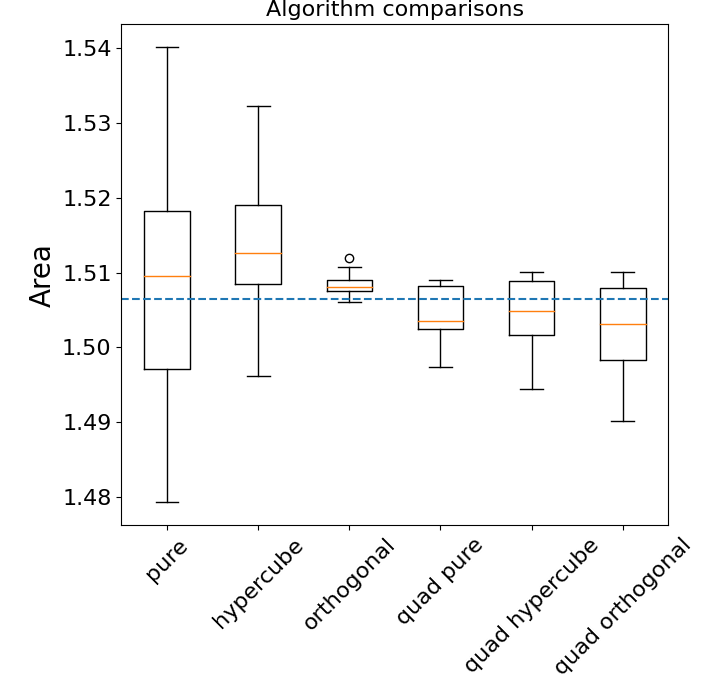 Algorithm comparisons
Area
1.54
1.53
1.52
1.51
1.50
1.49
1.48
pure
hypercube
orthogonal
quad pure
quad hypercube
quad orthogonal